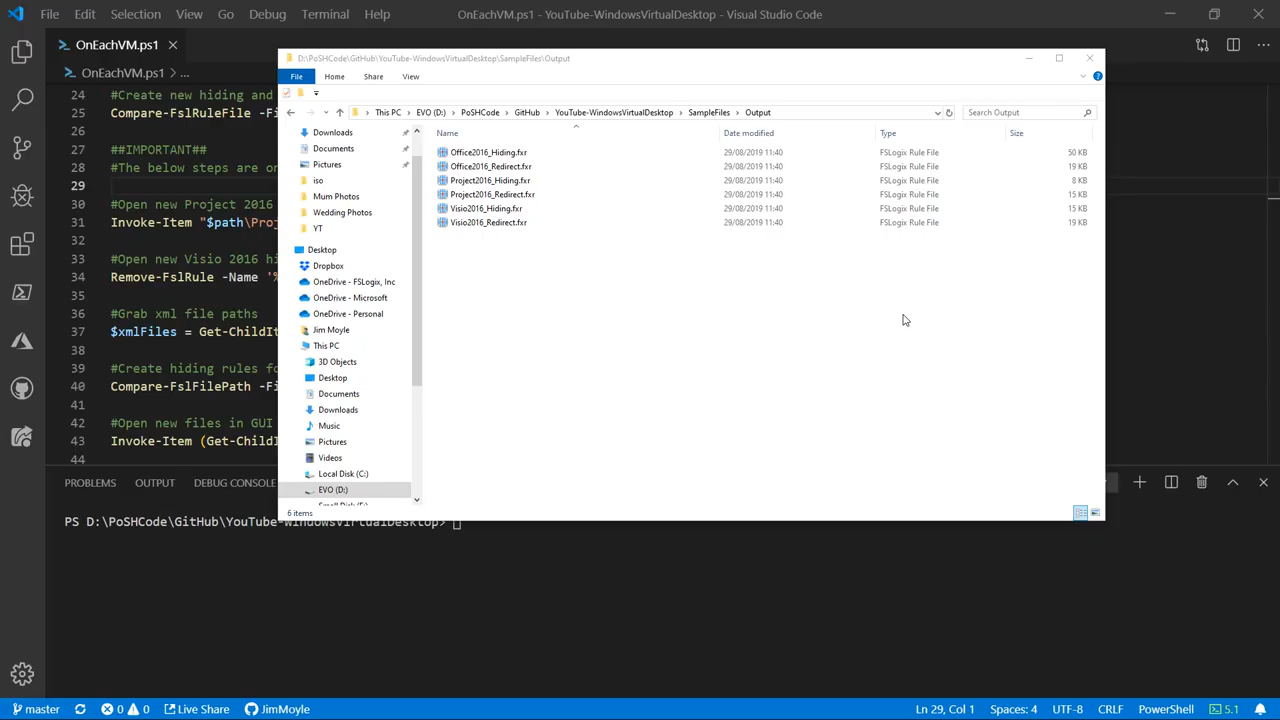 File Edit Selection View Go Debug Terminal Help OnEachVM.ps1 - YouTube-WindowsVirtualDesktop - Visual Studio Code
OnEachVM.ps1
OnEachVM.ps1 > ...
D:\PoSHCode\GitHub\YouTube-WindowsVirtualDesktop\SampleFiles\Output
File Home Share View
This PC > EVO (D:) > PoSHCode > GitHub > YouTube-WindowsVirtualDesktop > SampleFiles > Output
Search Output
Name Date modified Type Size
Office2016_Hiding.fxr 29/08/2019 11:40 FSLogix Rule File 50 KB
Office2016_Redirect.fxr 29/08/2019 11:40 FSLogix Rule File 19 KB
Project2016_Hiding.fxr 29/08/2019 11:40 FSLogix Rule File 8 KB
Project2016_Redirect.fxr 29/08/2019 11:40 FSLogix Rule File 15 KB
Visio2016_Hiding.fxr 29/08/2019 11:40 FSLogix Rule File 15 KB
Visio2016_Redirect.fxr 29/08/2019 11:40 FSLogix Rule File 19 KB
Downloads
Documents
Pictures
iso
Mum Photos
Wedding Photos
YT
Desktop
Dropbox
OneDrive - FSLogix, Inc
OneDrive - Microsoft
OneDrive - Personal
Jim Moyle
This PC
3D Objects
Desktop
Documents
Downloads
Music
Pictures
Videos
Local Disk (C:)
EVO (D:)
6 items
24 #Create new hiding and
25 Compare-FslRuleFile -Fi
26
27 ##IMPORTANT##
28 #The below steps are on
29
30 #Open new Project 2016
31 Invoke-Item "$path\Proj
32
33 #Open new Visio 2016 hi
34 Remove-FslRule -Name '%
35
36 #Grab xml file paths
37 $xmlFiles = Get-ChildIt
38
39 #Create hiding rules fo
40 Compare-FslFilePath -Fi
41
42 #Open new files in GUI
43 Invoke-Item (Get-ChildI
44
PROBLEMS OUTPUT DEBUG CONSOLE
PS D:\PoSHCode\GitHub\YouTube-WindowsVirtualDesktop>
master 0 0 Live Share JimMoyle Ln 29, Col 1 Spaces: 4 UTF-8 CRLF PowerShell 5.1